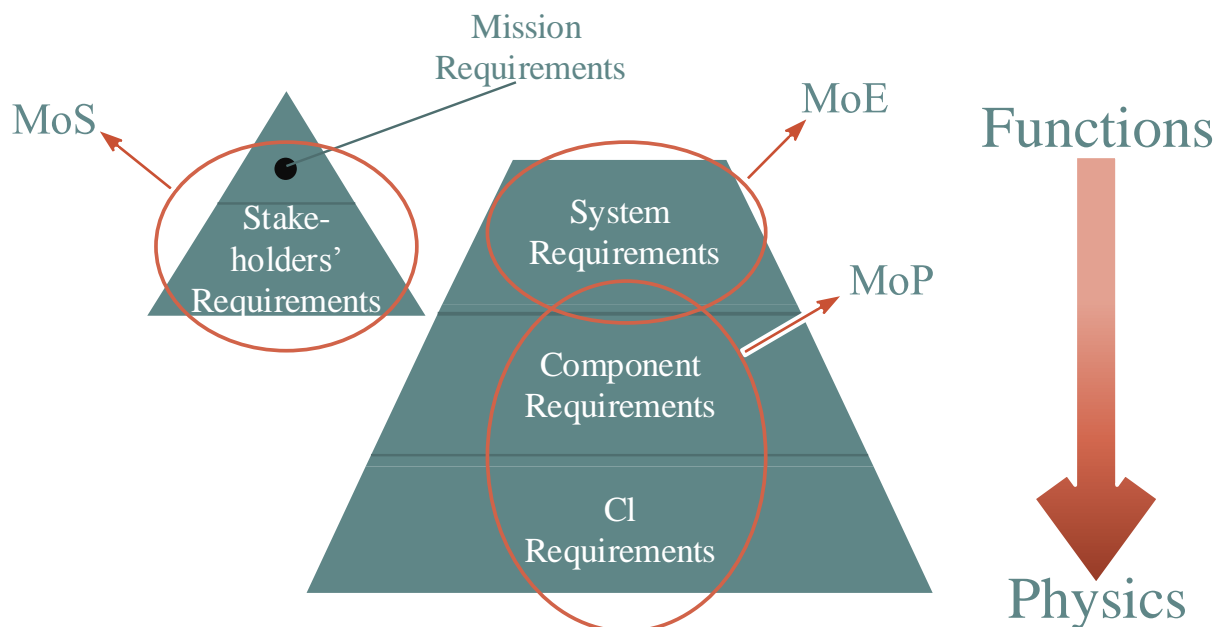 Mission
Requirements
MoS
MoE
Functions
Stake-
holders’
Requirements
System
Requirements
MoP
Component
Requirements
Cl
Requirements
Physics